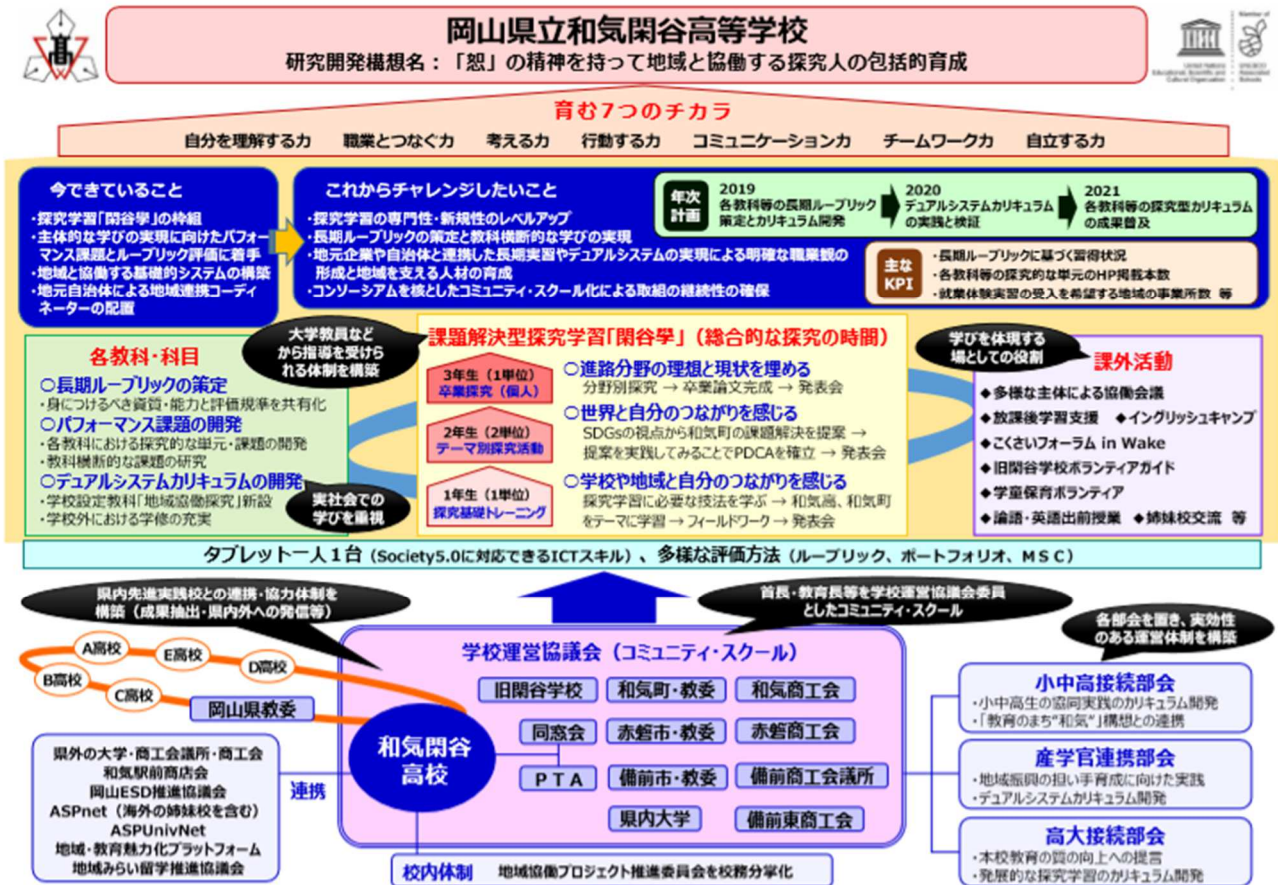 岡山県立和気閑谷高等学校
研究開発構想名：「恕」の精神を持って地域と協働する探究人の包括的育成
United Nations
Educational, Scientific and
Cultural Organization
Member of
UNESCO
Associated
Schools
育む7つのチカラ
自分を理解する力　職業とつなぐ力　考える力　行動する力　コミュニケーション力　チームワーク力　自立する力
今できていること
・探究学習「閑谷學」の枠組
・主体的な学びの実現に向けたパフォー
マンス課題とルーブリック評価に着手
・地域と協働する基礎的システムの構築
・地元自治体による地域連携コーディ
ネーターの配置
これからチャレンジしたいこと
・探究学習の専門性・新規性のレベルアップ
・長期ルーブリックの策定と教科横断的な学びの実現
・地元企業や自治体と連携した長期実習やデュアルシステムの実現による明確な職業観の
形成と地域を支える人材の育成
・コンソーシアムを核としたコミュニティ・スクール化による取組の継続性の確保
年次
計画
2019
各教科等の長期ルーブリック
策定とカリキュラム開発
2020
デュアルシステムカリキュラム
の実践と検証
2021
各教科等の探究型カリキュラム
の成果普及
主な
KPI
・長期ルーブリックに基づく習得状況
・各教科等の探究的な単元のHP掲載本数
・就業体験実習の受入を希望する地域の事業所数 等
各教科・科目
○長期ルーブリックの策定
・身につけるべき資質・能力と評価規準を共有化
○パフォーマンス課題の開発
・各教科における探究的な単元・課題の開発
・教科横断的な課題の研究
○デュアルシステムカリキュラムの開発
・学校設定教科「地域協働探究」新設
・学校外における学修の充実
大学教員など
から指導を受けら
れる体制を構築
実社会での
学びを重視
課題解決型探究学習「閑谷學」（総合的な探究の時間）
3年生（1単位）
卒業探究（個人）
○進路分野の理想と現状を埋める
分野別探究 → 卒業論文完成 → 発表会
2年生（2単位）
テーマ別探究活動
○世界と自分のつながりを感じる
SDGsの視点から和気町の課題解決を提案 →
提案を実践してみることでPDCAを確立 → 発表会
1年生（1単位）
探究基礎トレーニング
○学校や地域と自分のつながりを感じる
探究学習に必要な技法を学ぶ → 和気高、和気町
をテーマに学習 → フィールドワーク → 発表会
学びを体現する
場としての役割
課外活動
◆多様な主体による協働会議
◆放課後学習支援　◆イングリッシュキャンプ
◆こくさいフォーラム in Wake
◆旧閑谷学校ボランティアガイド
◆学童保育ボランティア
◆論語・英語出前授業　◆姉妹校交流 等
タブレット一人１台（Society5.0に対応できるICTスキル）、多様な評価方法（ルーブリック、ポートフォリオ、ＭＳＣ）
県内先進実践校との連携・協力体制を
構築（成果抽出・県内外への発信等）
首長・教育長等を学校運営協議会委員
としたコミュニティ・スクール
各部会を置き、実効性
のある運営体制を構築
A高校
E高校
D高校
B高校
C高校
岡山県教委
学校運営協議会（コミュニティ・スクール）
旧閑谷学校
和気町・教委
和気商工会
同窓会
赤磐市・教委
赤磐商工会
ＰＴＡ
備前市・教委
備前商工会議所
県内大学
備前東商工会
和気閑谷
高校
連携
県外の大学・商工会議所・商工会
和気駅前商店会
岡山ESD推進協議会
ASPnet（海外の姉妹校を含む）
ASPUnivNet
地域・教育魅力化プラットフォーム
地域みらい留学推進協議会
校内体制　地域協働プロジェクト推進委員会を校務分掌化
小中高接続部会
・小中高生の協同実践のカリキュラム開発
・「教育のまち“和気”」構想との連携
産学官連携部会
・地域振興の担い手育成に向けた実践
・デュアルシステムカリキュラム開発
高大接続部会
・本校教育の質の向上への提言
・発展的な探究学習のカリキュラム開発